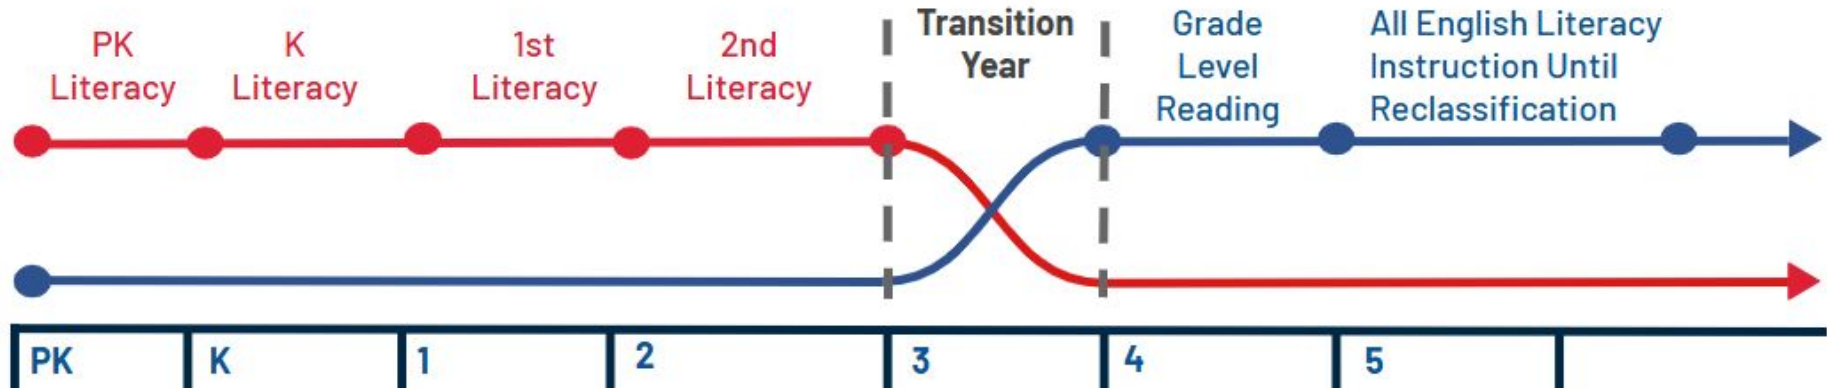 PK
Literacy
K
Literacy
1st
Literacy
2nd
Literacy
Transition
Year
Grade
Level
Reading
All English Literacy
Instruction Until
Reclassification
PK
K
1
2
3
4
5